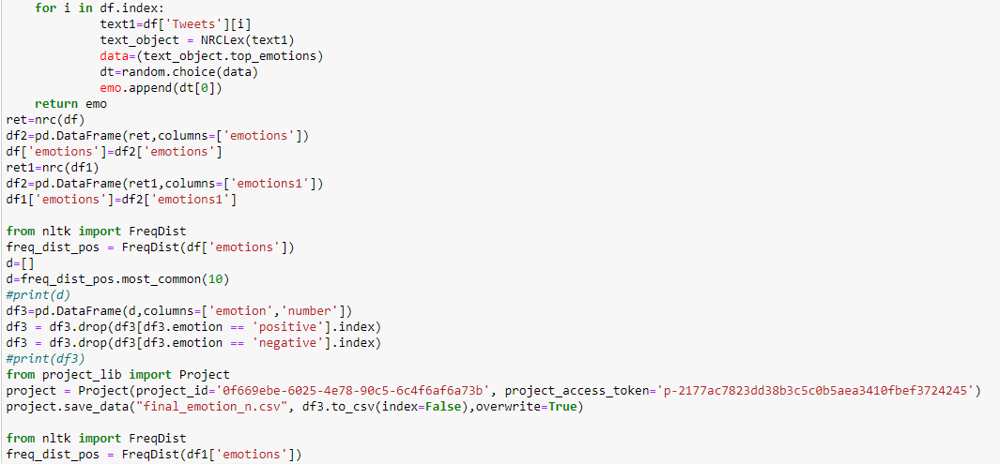 for i in df.index:
text1=df['Tweets'][i]
text_object = NRCLex(text1)
data=(text_object.top_emotions)
dt=random.choice(data)
emo.append(dt[0])
return emo
ret=nrc(df)
df2=pd.DataFrame(ret,columns=['emotions'])
df['emotions']=df2['emotions']
ret1=nrc(df1)
df2=pd.DataFrame(ret1,columns=['emotions1'])
df1['emotions']=df2['emotions1']
from nltk import FreqDist
freq_dist_pos = FreqDist(df['emotions'])
d=[]
d=freq_dist_pos.most_common(10)
#print(d)
df3=pd.DataFrame(d,columns=['emotion','number'])
df3 = df3.drop(df3[df3.emotion == 'positive'].index)
df3 = df3.drop(df3[df3.emotion == 'negative'].index)
#print(df3)
from project_lib import Project
project = Project(project_id='0f669ebe-6025-4e78-90c5-6c4f6af6a73b', project_access_token='p-2177ac7823dd38b3c5c0b5aea3410fbef3724245')
project.save_data("final_emotion_n.csv", df3.to_csv(index=False),overwrite=True)
from nltk import FreqDist
freq_dist_pos = FreqDist(df1['emotions'])